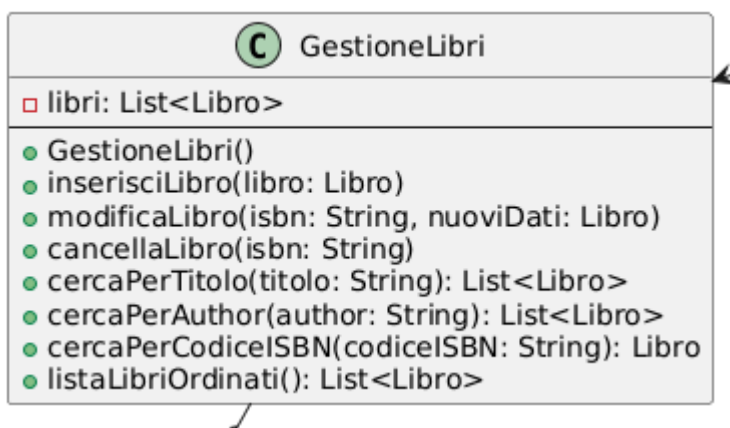 C GestioneLibri
libri: List<Libro>
GestioneLibri()
inserisciLibro(libro: Libro)
modificaLibro(isbn: String, nuoviDati: Libro)
cancellaLibro(isbn: String)
cercaPerTitolo(titolo: String): List<Libro>
cercaPerAuthor(author: String): List<Libro>
cercaPerCodiceISBN(codiceISBN: String): Libro
listaLibriOrdinati(): List<Libro>